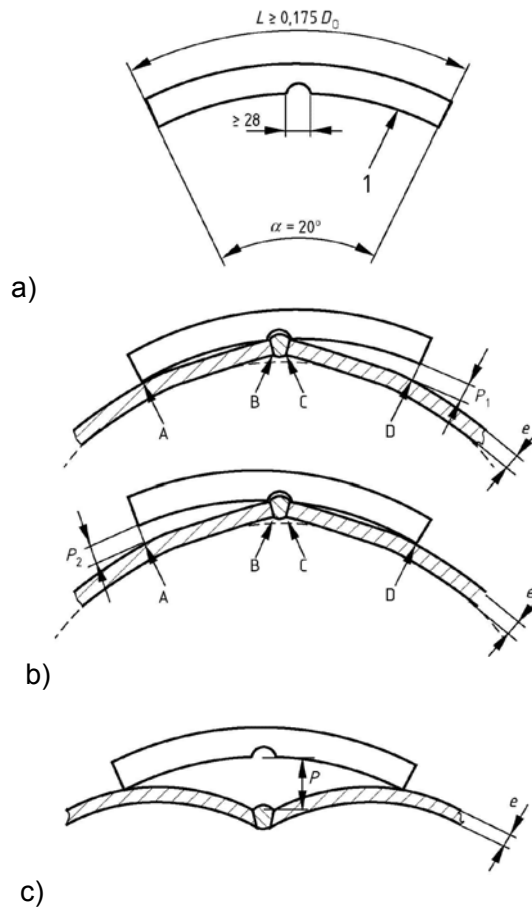 L ≥ 0,175 D₀
≥ 28
1
α = 20°
a)
P₁
B C
A D
e
P₂
B C
A D
e
b)
P
e
c)